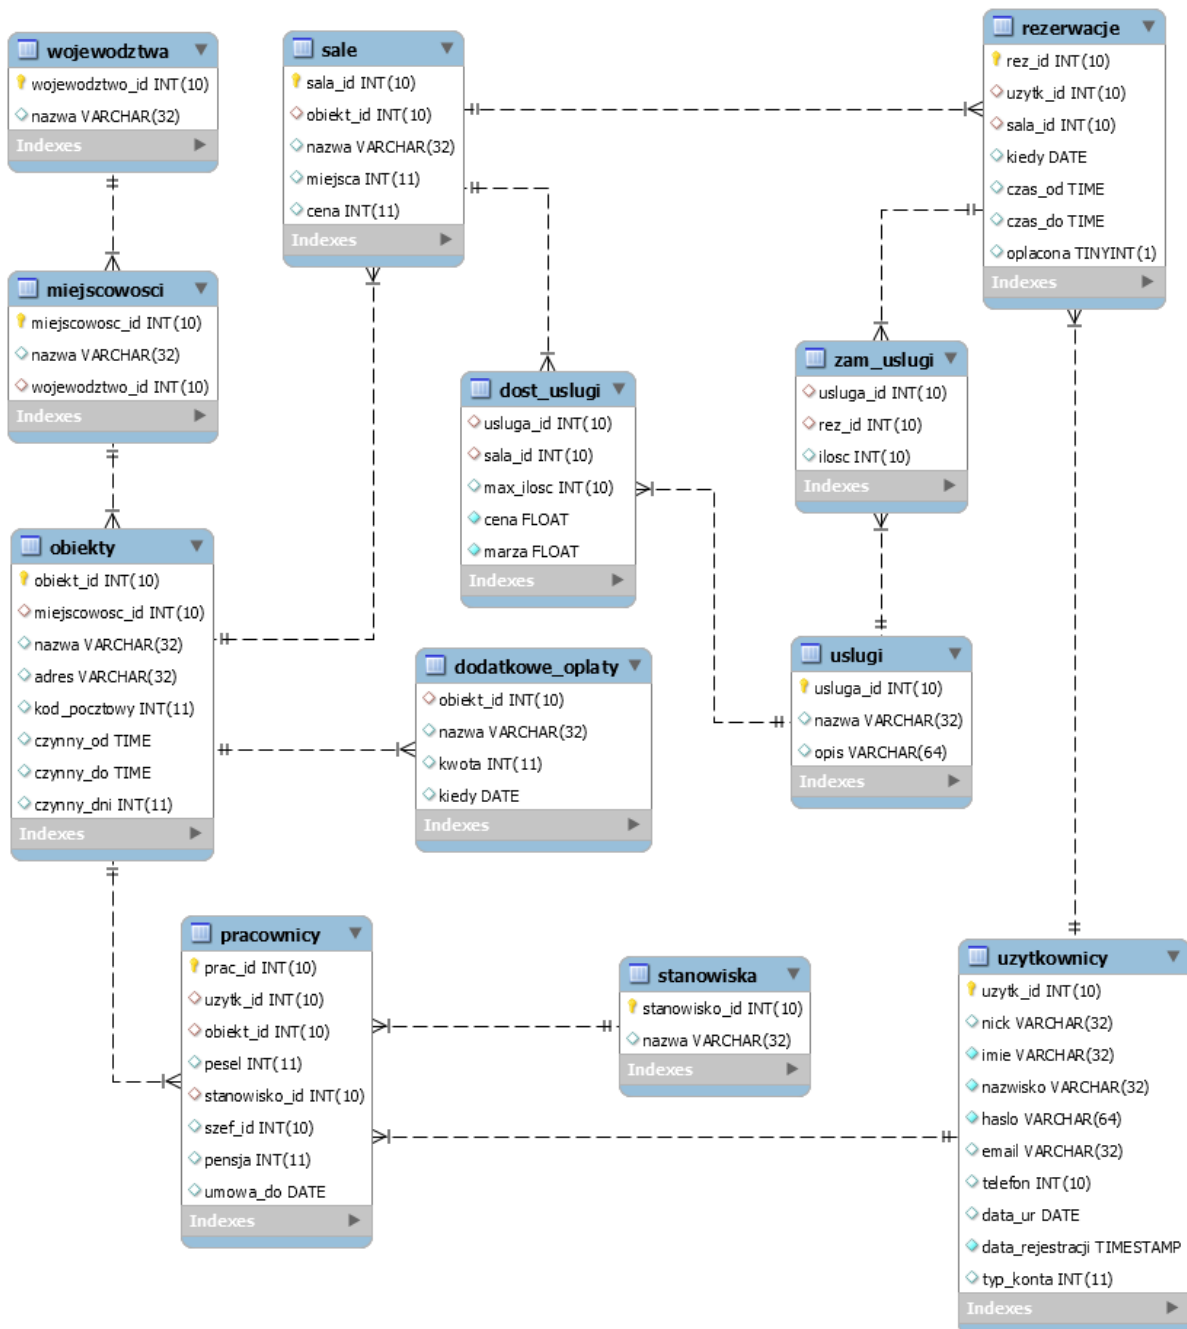 wojewodztwa
wojewodztwo_id INT(10)
nazwa VARCHAR(32)
Indexes
miejscowosci
miejscowosc_id INT(10)
nazwa VARCHAR(32)
wojewodztwo_id INT(10)
Indexes
obiekty
obiekt_id INT(10)
miejscowosc_id INT(10)
nazwa VARCHAR(32)
adres VARCHAR(32)
kod_pocztowy INT(11)
czynny_od TIME
czynny_do TIME
czynny_dni INT(11)
Indexes
sale
sala_id INT(10)
obiekt_id INT(10)
nazwa VARCHAR(32)
miejsca INT(11)
cena INT(11)
Indexes
dost_uslugi
usluga_id INT(10)
sala_id INT(10)
max_ilosc INT(10)
cena FLOAT
marza FLOAT
Indexes
dodatkowe_oplaty
obiekt_id INT(10)
nazwa VARCHAR(32)
kwota INT(11)
kiedy DATE
Indexes
rezerwacje
rez_id INT(10)
uzytk_id INT(10)
sala_id INT(10)
kiedy DATE
czas_od TIME
czas_do TIME
oplacona TINYINT(1)
Indexes
zam_uslugi
usluga_id INT(10)
rez_id INT(10)
ilosc INT(10)
Indexes
uslugi
usluga_id INT(10)
nazwa VARCHAR(32)
opis VARCHAR(64)
Indexes
pracownicy
prac_id INT(10)
uzytk_id INT(10)
obiekt_id INT(10)
pesel INT(11)
stanowisko_id INT(10)
szef_id INT(10)
pensja INT(11)
umowa_do DATE
Indexes
stanowiska
stanowisko_id INT(10)
nazwa VARCHAR(32)
Indexes
uzytkownicy
uzytk_id INT(10)
nick VARCHAR(32)
imie VARCHAR(32)
nazwisko VARCHAR(32)
haslo VARCHAR(64)
email VARCHAR(32)
telefon INT(10)
data_ur DATE
data_rejestracji TIMESTAMP
typ_konta INT(11)
Indexes